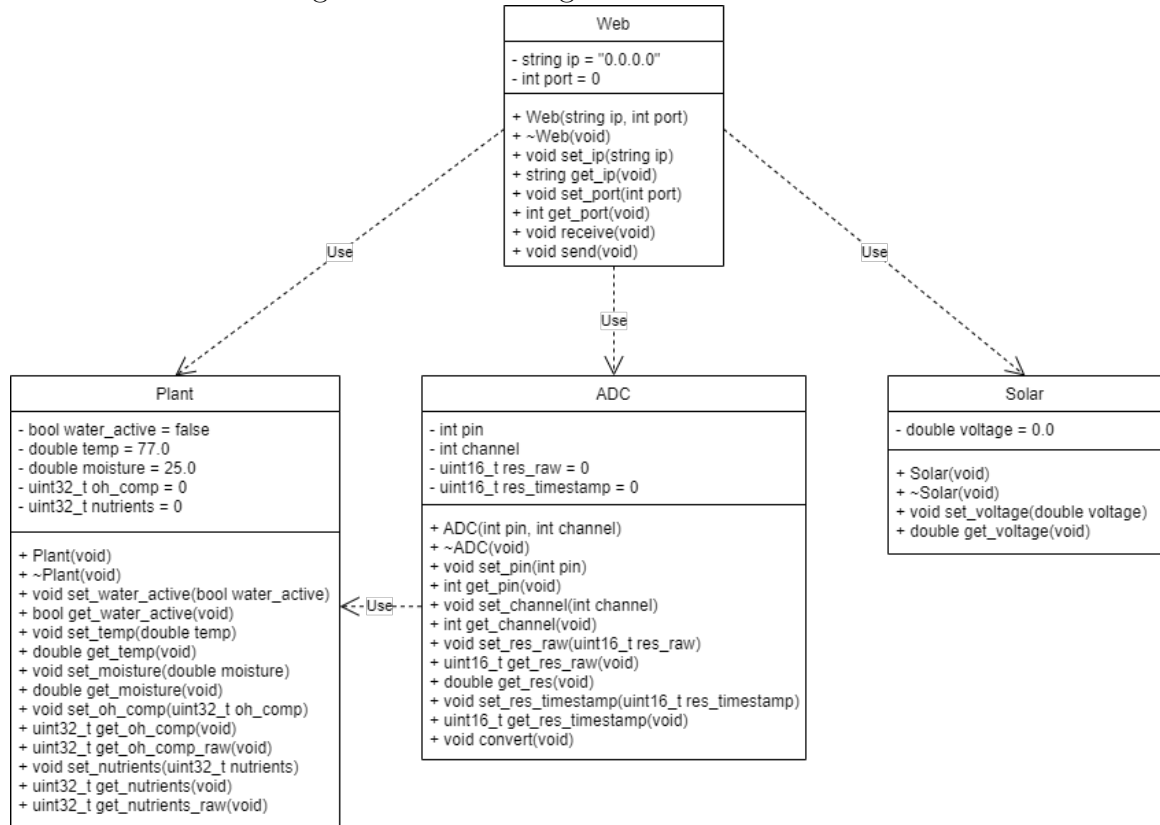 Web
- string ip = "0.0.0.0"
- int port = 0
+ Web(string ip, int port)
+ ~Web(void)
+ void set_ip(string ip)
+ string get_ip(void)
+ void set_port(int port)
+ int get_port(void)
+ void receive(void)
+ void send(void)
Use
Use
Use
Plant
- bool water_active = false
- double temp = 77.0
- double moisture = 25.0
- uint32_t oh_comp = 0
- uint32_t nutrients = 0
+ Plant(void)
+ ~Plant(void)
+ void set_water_active(bool water_active)
+ bool get_water_active(void)
+ void set_temp(double temp)
+ double get_temp(void)
+ void set_moisture(double moisture)
+ double get_moisture(void)
+ void set_oh_comp(uint32_t oh_comp)
+ uint32_t get_oh_comp(void)
+ uint32_t get_oh_comp_raw(void)
+ void set_nutrients(uint32_t nutrients)
+ uint32_t get_nutrients(void)
+ uint32_t get_nutrients_raw(void)
Use
ADC
- int pin
- int channel
- uint16_t res_raw = 0
- uint16_t res_timestamp = 0
+ ADC(int pin, int channel)
+ ~ADC(void)
+ void set_pin(int pin)
+ int get_pin(void)
+ void set_channel(int channel)
+ int get_channel(void)
+ void set_res_raw(uint16_t res_raw)
+ uint16_t get_res_raw(void)
+ double get_res(void)
+ void set_res_timestamp(uint16_t res_timestamp)
+ uint16_t get_res_timestamp(void)
+ void convert(void)
Solar
- double voltage = 0.0
+ Solar(void)
+ ~Solar(void)
+ void set_voltage(double voltage)
+ double get_voltage(void)